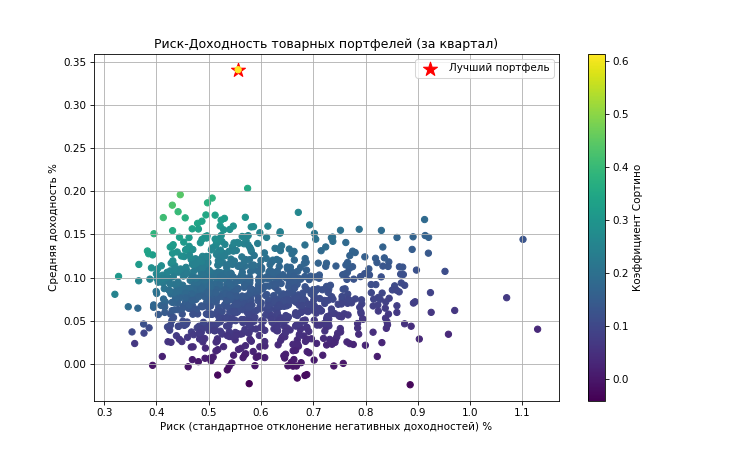 Риск-Доходность товарных портфелей (за квартал)
Лучший портфель
0.35
0.30
0.25
0.20
0.15
0.10
0.05
0.00
Средняя доходность %
0.3 0.4 0.5 0.6 0.7 0.8 0.9 1.0 1.1
Риск (стандартное отклонение негативных доходностей) %
0.6
0.5
0.4
0.3
0.2
0.1
0.0
Коэффициент Сортино